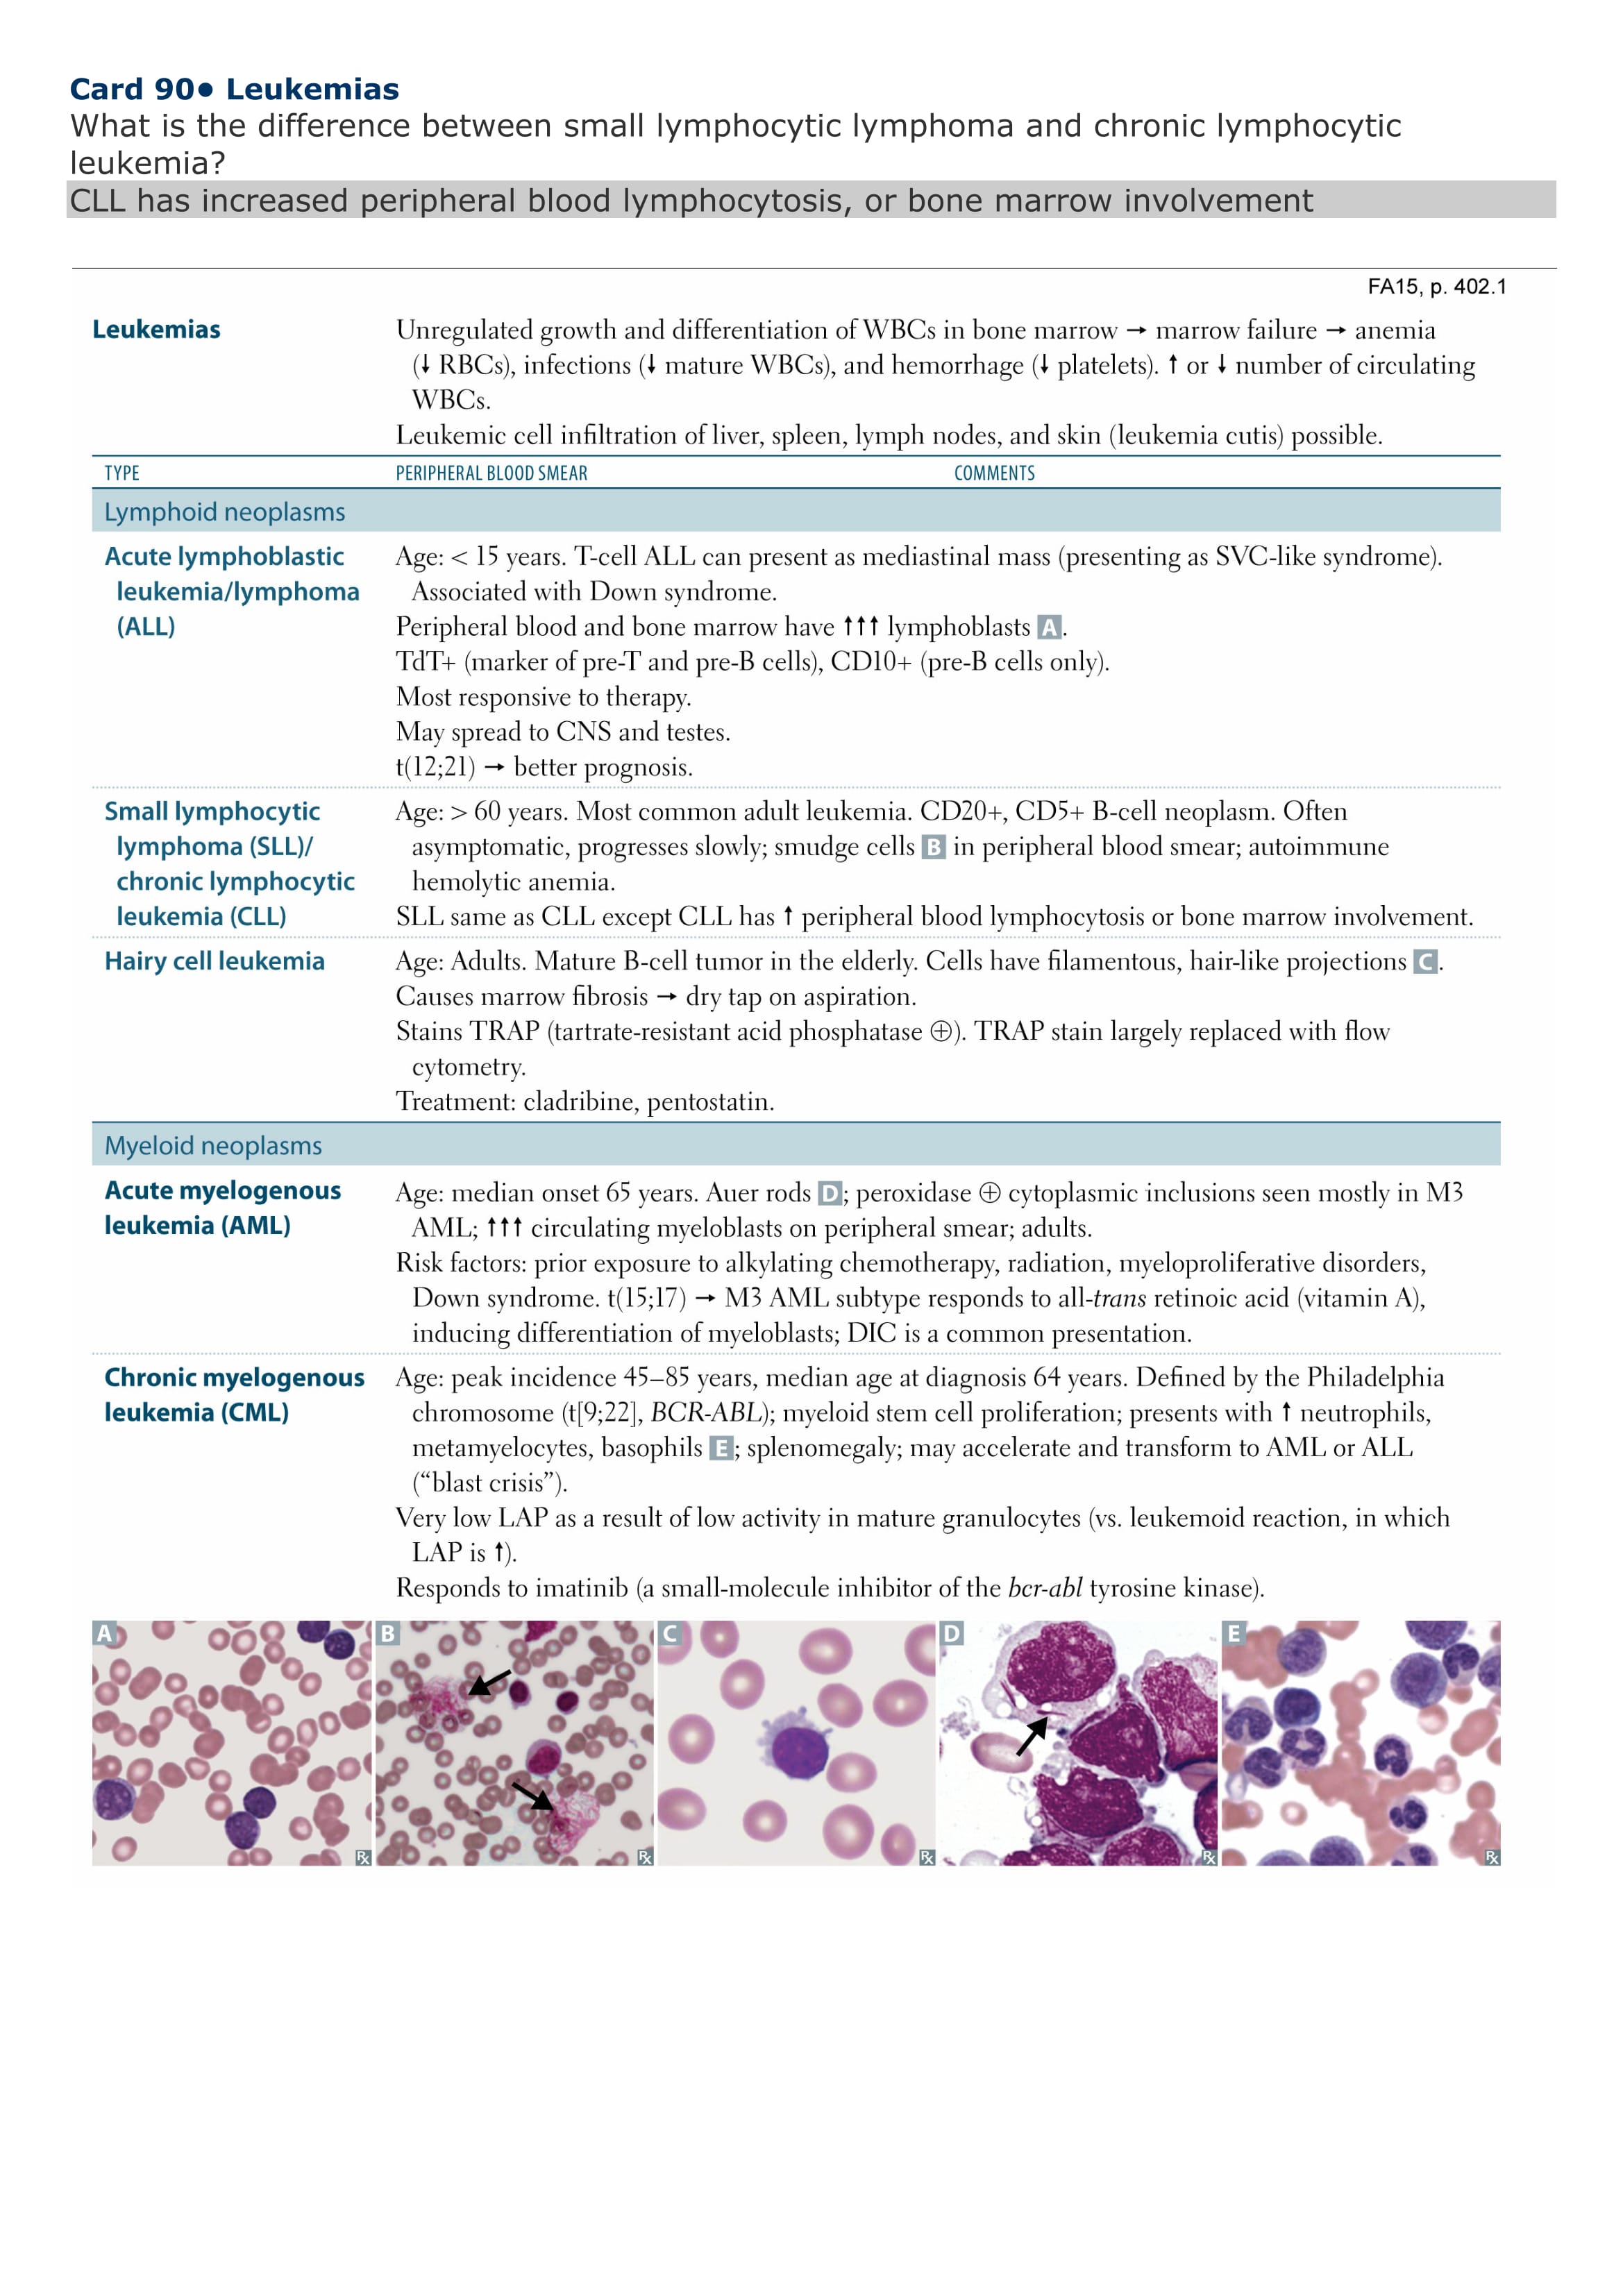 Card 90● Leukemias
What is the difference between small lymphocytic lymphoma and chronic lymphocytic
leukemia?
CLL has increased peripheral blood lymphocytosis, or bone marrow involvement
FA15, p. 402.1
Leukemias
Unregulated growth and differentiation of WBCs in bone marrow → marrow failure → anemia
(↓ RBCs), infections (↓ mature WBCs), and hemorrhage (↓ platelets). ↑ or ↓ number of circulating
WBCs.
Leukemic cell infiltration of liver, spleen, lymph nodes, and skin (leukemia cutis) possible.
TYPE PERIPHERAL BLOOD SMEAR COMMENTS
Lymphoid neoplasms
Acute lymphoblastic
leukemia/lymphoma
(ALL)
Age: < 15 years. T-cell ALL can present as mediastinal mass (presenting as SVC-like syndrome).
Associated with Down syndrome.
Peripheral blood and bone marrow have ↑↑↑ lymphoblasts A.
TdT+ (marker of pre-T and pre-B cells), CD10+ (pre-B cells only).
Most responsive to therapy.
May spread to CNS and testes.
t(12;21) → better prognosis.
Small lymphocytic
lymphoma (SLL)/
chronic lymphocytic
leukemia (CLL)
Age: > 60 years. Most common adult leukemia. CD20+, CD5+ B-cell neoplasm. Often
asymptomatic, progresses slowly; smudge cells B in peripheral blood smear; autoimmune
hemolytic anemia.
SLL same as CLL except CLL has ↑ peripheral blood lymphocytosis or bone marrow involvement.
Hairy cell leukemia
Age: Adults. Mature B-cell tumor in the elderly. Cells have filamentous, hair-like projections C.
Causes marrow fibrosis → dry tap on aspiration.
Stains TRAP (tartrate-resistant acid phosphatase ⊕). TRAP stain largely replaced with flow
cytometry.
Treatment: cladribine, pentostatin.
Myeloid neoplasms
Acute myelogenous
leukemia (AML)
Age: median onset 65 years. Auer rods D; peroxidase ⊕ cytoplasmic inclusions seen mostly in M3
AML; ↑↑↑ circulating myeloblasts on peripheral smear; adults.
Risk factors: prior exposure to alkylating chemotherapy, radiation, myeloproliferative disorders,
Down syndrome. t(15;17) → M3 AML subtype responds to all-trans retinoic acid (vitamin A),
inducing differentiation of myeloblasts; DIC is a common presentation.
Chronic myelogenous
leukemia (CML)
Age: peak incidence 45–85 years, median age at diagnosis 64 years. Defined by the Philadelphia
chromosome (t[9;22], BCR-ABL); myeloid stem cell proliferation; presents with ↑ neutrophils,
metamyelocytes, basophils E; splenomegaly; may accelerate and transform to AML or ALL
(“blast crisis”).
Very low LAP as a result of low activity in mature granulocytes (vs. leukemoid reaction, in which
LAP is ↑).
Responds to imatinib (a small-molecule inhibitor of the bcr-abl tyrosine kinase).
A B C D E
℞ ℞ ℞ ℞ ℞